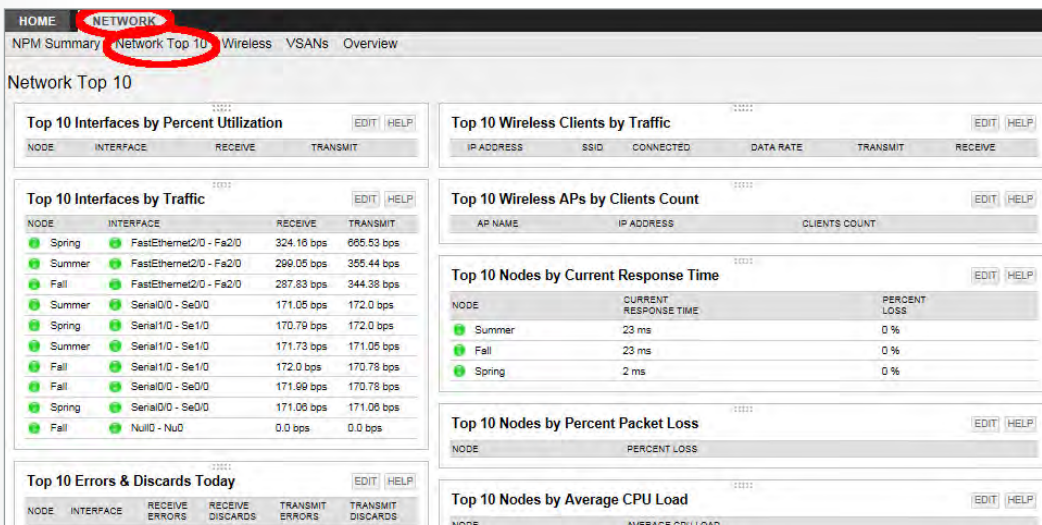 HOME NETWORK
NPM Summary Network Top 10 Wireless VSANs Overview
Network Top 10
Top 10 Interfaces by Percent Utilization EDIT HELP
NODE INTERFACE RECEIVE TRANSMIT
Top 10 Interfaces by Traffic EDIT HELP
NODE INTERFACE RECEIVE TRANSMIT
Spring FastEthernet2/0 - Fa2/0 324.16 bps 665.53 bps
Summer FastEthernet2/0 - Fa2/0 299.05 bps 355.44 bps
Fall FastEthernet2/0 - Fa2/0 287.83 bps 344.38 bps
Summer Serial0/0 - Se0/0 171.05 bps 172.0 bps
Spring Serial1/0 - Se1/0 170.79 bps 172.0 bps
Summer Serial1/0 - Se1/0 171.73 bps 171.05 bps
Fall Serial1/0 - Se1/0 172.0 bps 170.78 bps
Fall Serial0/0 - Se0/0 171.99 bps 170.78 bps
Spring Serial0/0 - Se0/0 171.06 bps 171.06 bps
Fall Null0 - Nu0 0.0 bps 0.0 bps
Top 10 Errors & Discards Today EDIT HELP
NODE INTERFACE RECEIVE ERRORS RECEIVE DISCARDS TRANSMIT ERRORS TRANSMIT DISCARDS
Top 10 Wireless Clients by Traffic EDIT HELP
IP ADDRESS SSID CONNECTED DATA RATE TRANSMIT RECEIVE
Top 10 Wireless APs by Clients Count EDIT HELP
AP NAME IP ADDRESS CLIENTS COUNT
Top 10 Nodes by Current Response Time EDIT HELP
NODE CURRENT RESPONSE TIME PERCENT LOSS
Summer 23 ms 0 %
Fall 23 ms 0 %
Spring 2 ms 0 %
Top 10 Nodes by Percent Packet Loss EDIT HELP
NODE PERCENT LOSS
Top 10 Nodes by Average CPU Load EDIT HELP
NODE AVERAGE CPU LOAD